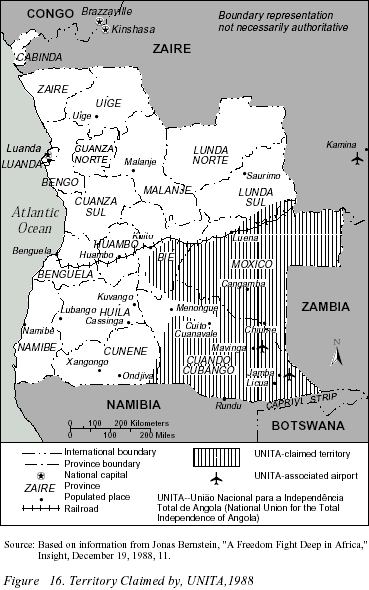 CONGO
Brazzaville
Kinshasa
Boundary representation
not necessarily authoritative
ZAIRE
CABINDA
ZAIRE
UIGE
Uige
Luanda
LUANDA
CUANZA
NORTE
Malanje
LUNDA
NORTE
Kamina
Saurimo
BENGO
MALANJE
LUNDA
SUL
CUANZA
SUL
Atlantic
Ocean
Kuito
Luena
HUAMBO
BIE
Benguela
Huambo
MOXICO
BENGUELA
Cangamba
Kuvango
Menongue
ZAMBIA
Lubango
HUILA
Cassinga
Cuito
Cuanavale
Chiume
Namibe
Mavinga
N
NAMIBE
CUNENE
CUANDO
CUBANGO
Xangongo
Ondjiva
Jamba
Licua
Rundu
CAPRIVI STRIP
NAMIBIA
BOTSWANA
0 100 200 Kilometers
0 100 200 Miles
International boundary
Province boundary
National capital
ZAIRE Province
Populated place
Railroad
UNITA-claimed territory
UNITA-associated airport
UNITA--União Nacional para a Independência
Total de Angola (National Union for the Total
Independence of Angola)
Source: Based on information from Jonas Bernstein, "A Freedom Fight Deep in Africa,"
Insight, December 19, 1988, 11.
Figure 16. Territory Claimed by, UNITA,1988